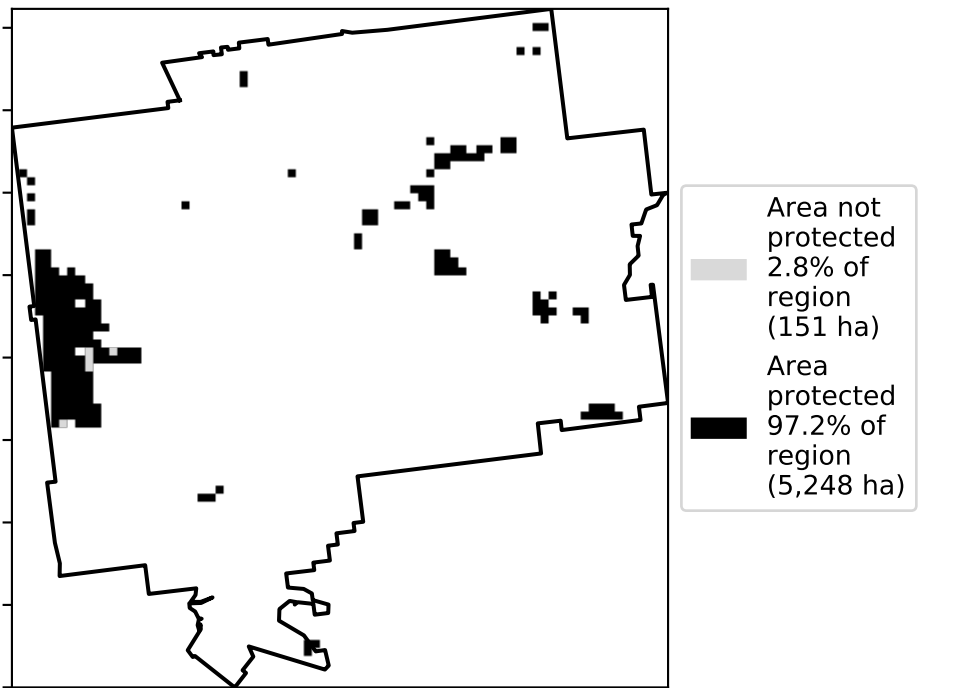 Area not
protected
2.8% of
region
(151 ha)
Area
protected
97.2% of
region
(5,248 ha)